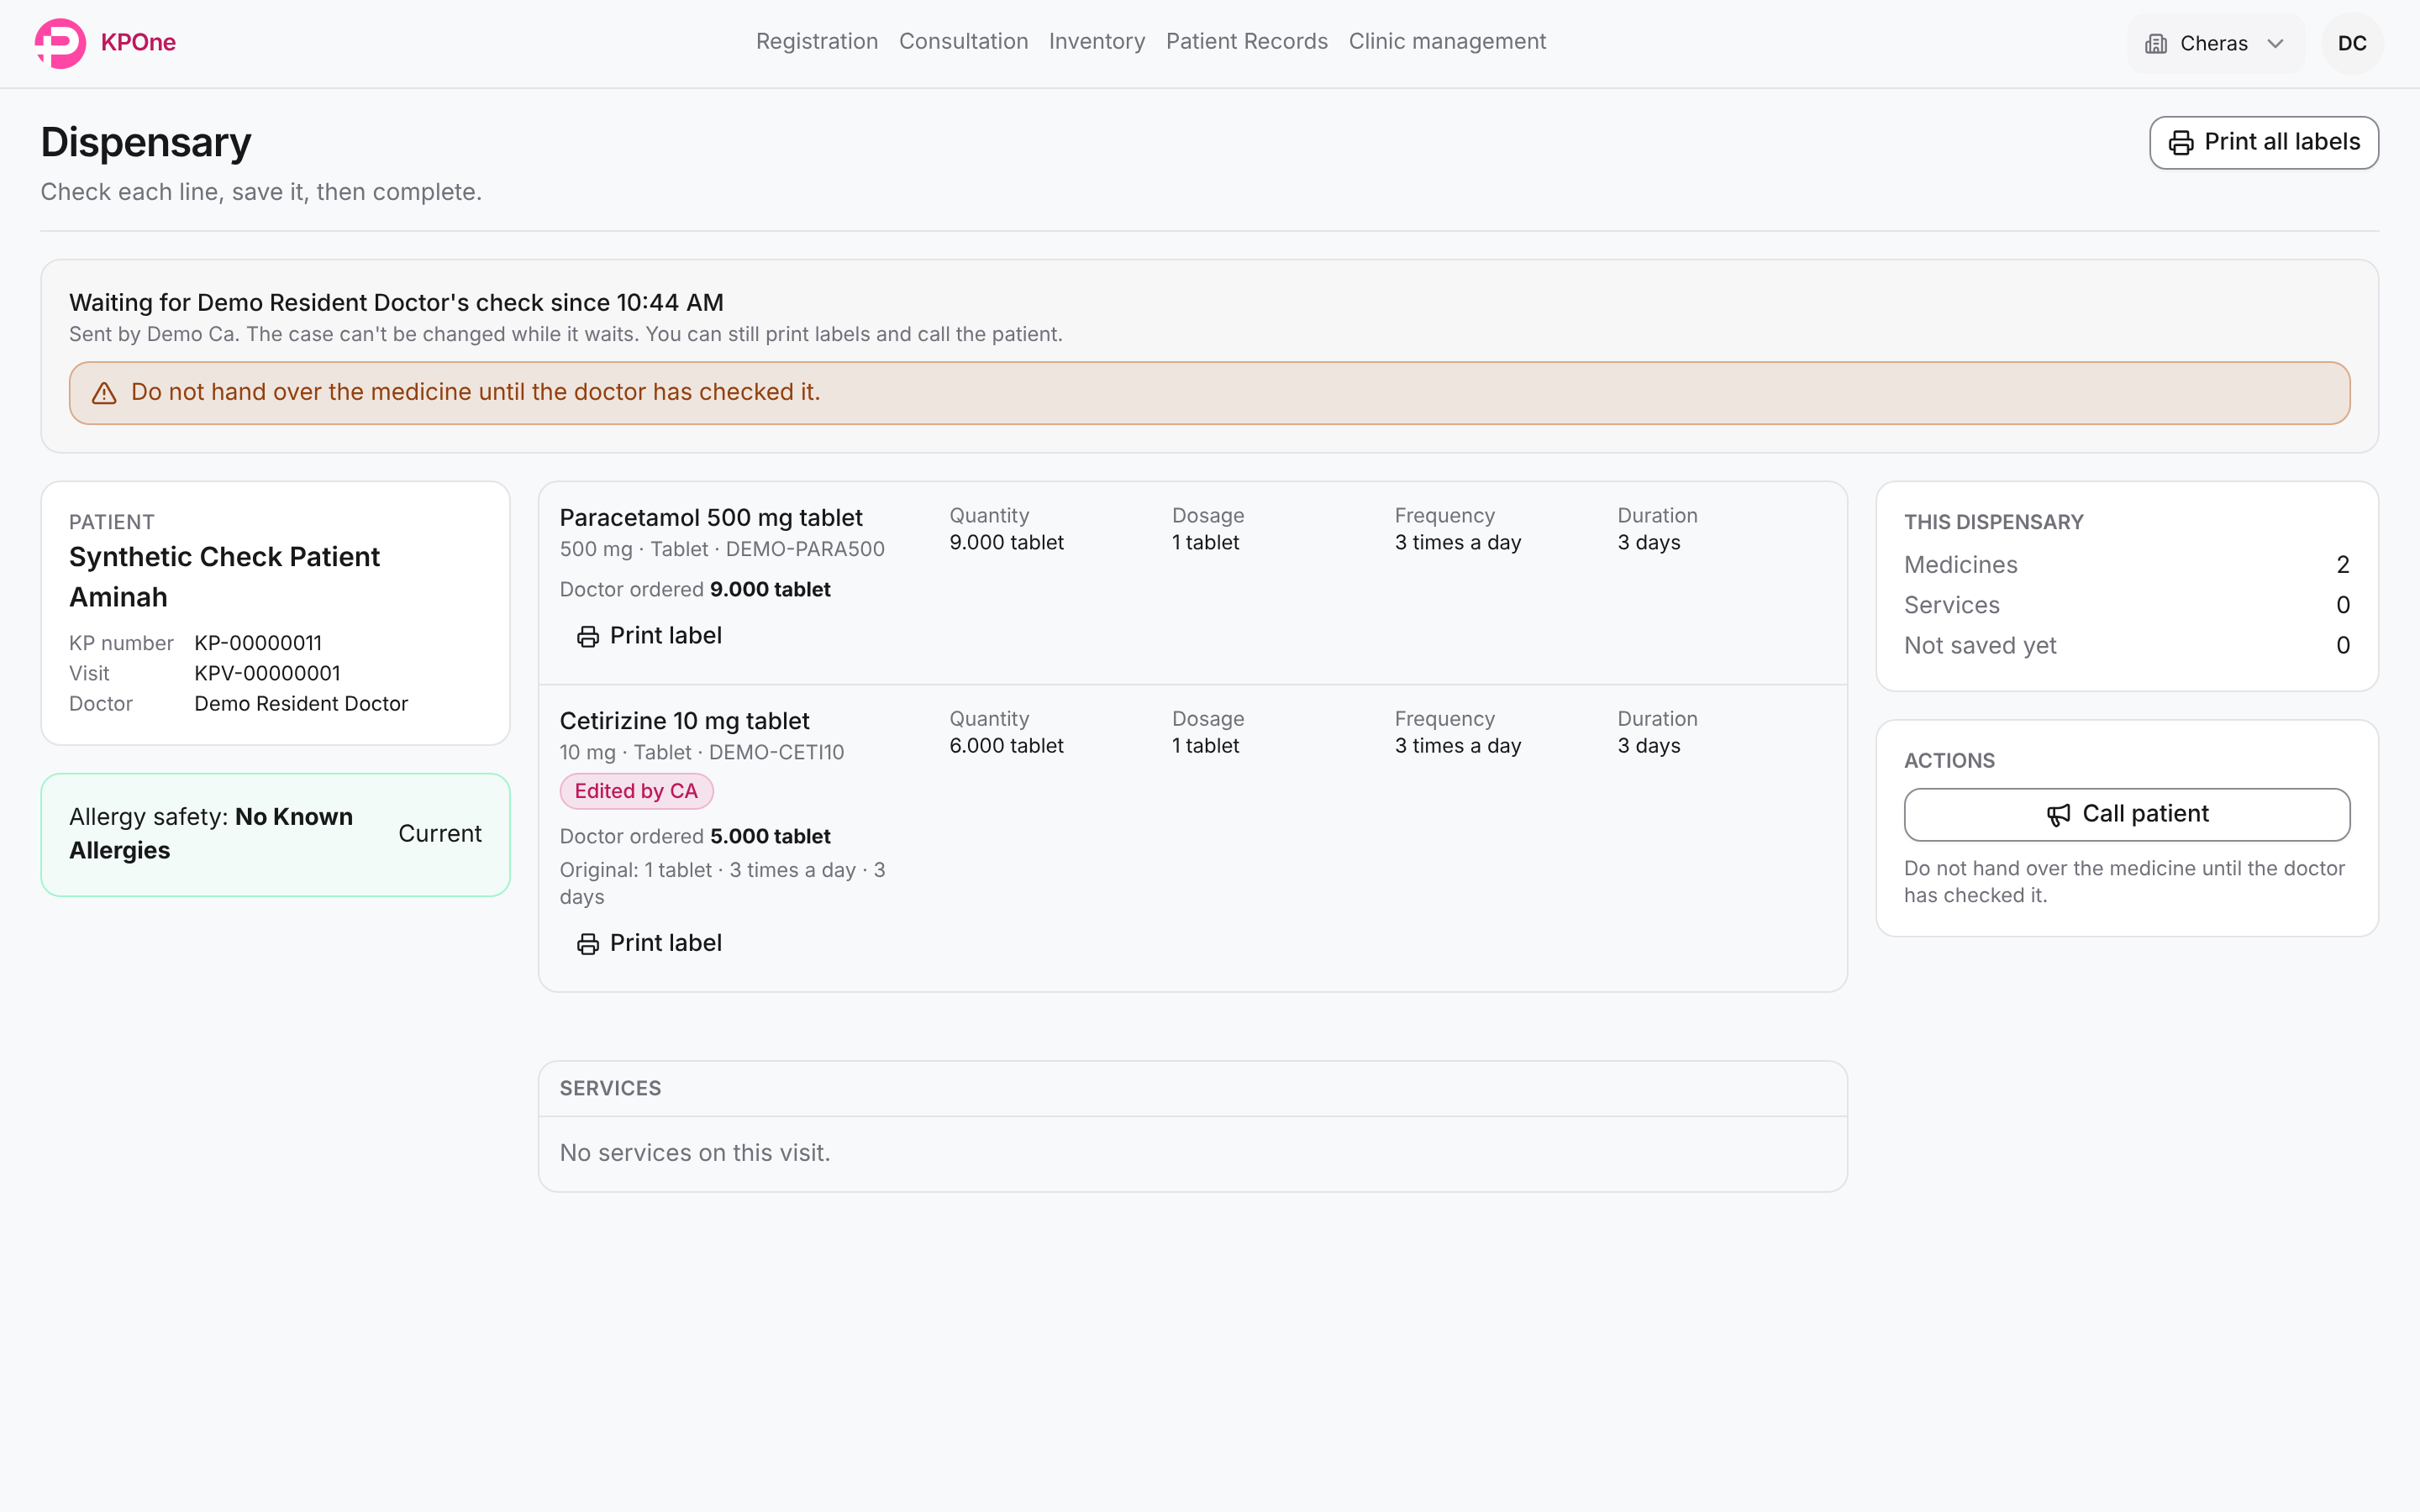 KPOne
Registration
Consultation
Inventory
Patient Records
Clinic management
Cheras
DC
Dispensary
Check each line, save it, then complete.
Print all labels
Waiting for Demo Resident Doctor's check since 10:44 AM
Sent by Demo Ca. The case can't be changed while it waits. You can still print labels and call the patient.
Do not hand over the medicine until the doctor has checked it.
PATIENT
Synthetic Check Patient
Aminah
KP number KP-00000011
Visit KPV-00000001
Doctor Demo Resident Doctor
Allergy safety: No Known
Allergies
Current
Paracetamol 500 mg tablet
500 mg · Tablet · DEMO-PARA500
Doctor ordered 9.000 tablet
Print label
Quantity
9.000 tablet
Dosage
1 tablet
Frequency
3 times a day
Duration
3 days
Cetirizine 10 mg tablet
10 mg · Tablet · DEMO-CETI10
Edited by CA
Doctor ordered 5.000 tablet
Original: 1 tablet · 3 times a day · 3
days
Print label
Quantity
6.000 tablet
Dosage
1 tablet
Frequency
3 times a day
Duration
3 days
SERVICES
No services on this visit.
THIS DISPENSARY
Medicines 2
Services 0
Not saved yet 0
ACTIONS
Call patient
Do not hand over the medicine until the doctor
has checked it.